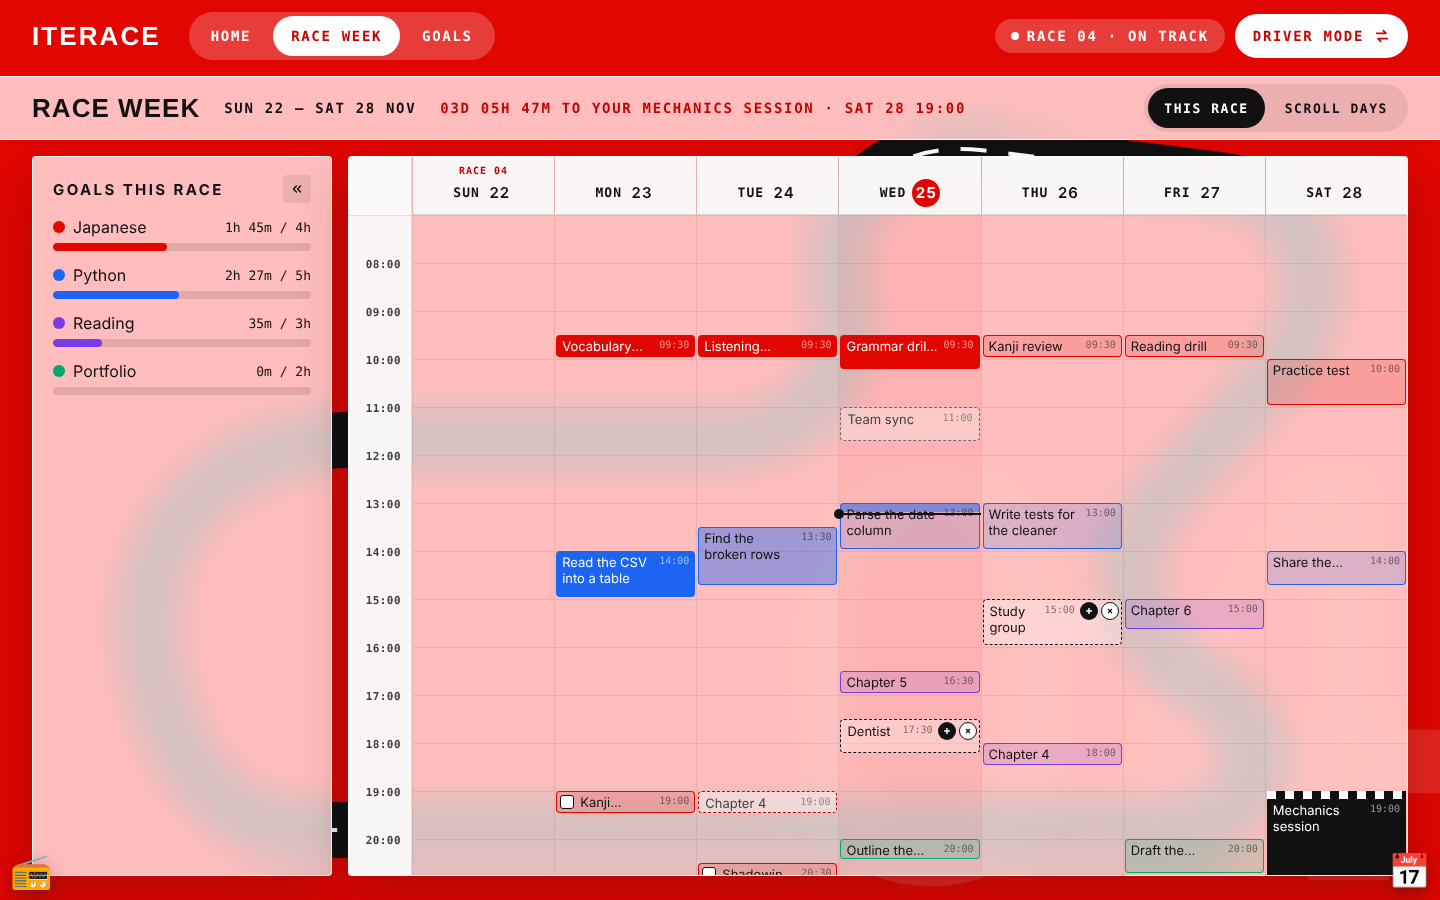 ITERACE
HOME
RACE WEEK
GOALS
RACE 04 · ON TRACK
DRIVER MODE
RACE WEEK
SUN 22 — SAT 28 NOV
03D 05H 47M TO YOUR MECHANICS SESSION · SAT 28 19:00
THIS RACE
SCROLL DAYS
GOALS THIS RACE
«
Japanese 1h 45m / 4h
Python 2h 27m / 5h
Reading 35m / 3h
Portfolio 0m / 2h
RACE 04
SUN 22
MON 23
TUE 24
WED 25
THU 26
FRI 27
SAT 28
08:00
09:00
Vocabulary... 09:30
Listening... 09:30
Grammar dril... 09:30
Kanji review 09:30
Reading drill 09:30
10:00
Practice test 10:00
11:00
Team sync 11:00
12:00
13:00
Parse the date 13:00
column
Write tests for 13:00
the cleaner
Find the 13:30
broken rows
14:00
Read the CSV 14:00
into a table
Share the... 14:00
15:00
Study 15:00
group
Chapter 6 15:00
16:00
Chapter 5 16:30
17:00
Dentist 17:30
18:00
Chapter 4 18:00
19:00
Kanji... 19:00
Chapter 4 19:00
Mechanics 19:00
session
20:00
Outline the... 20:00
Draft the... 20:00
Shadowin... 20:30
July
17